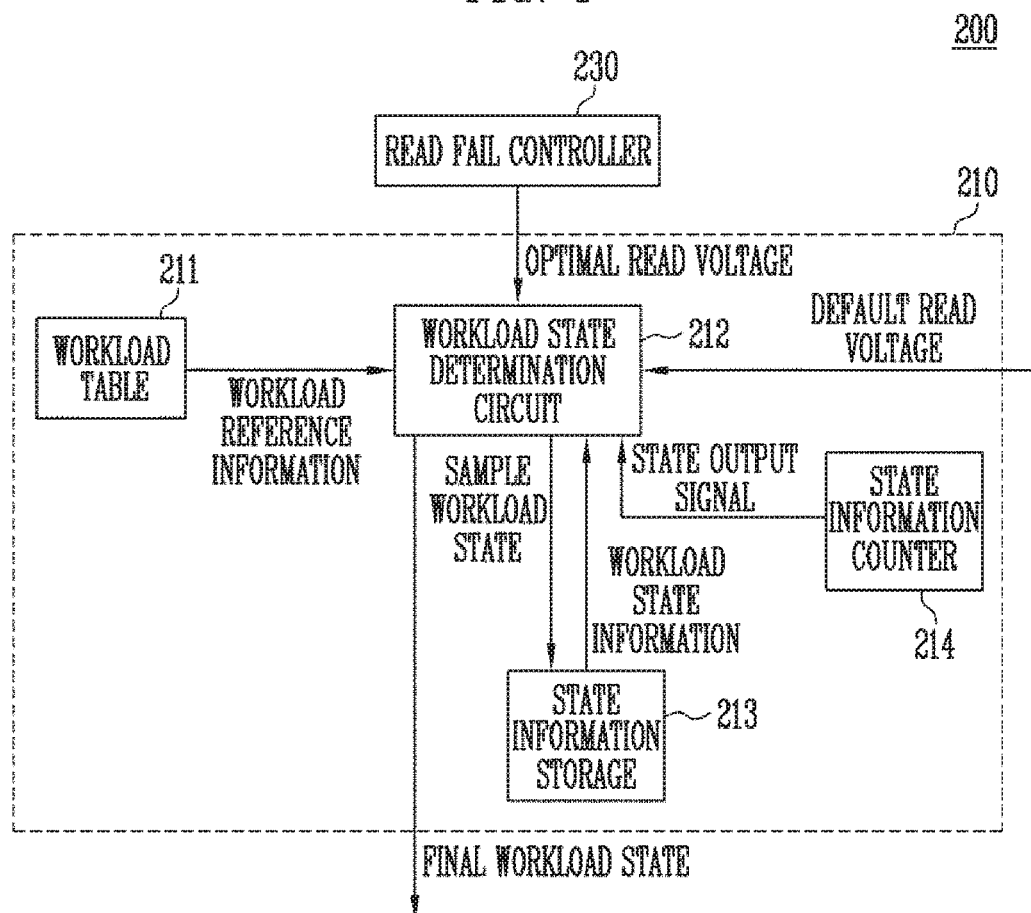 200
230
READ FAIL CONTROLLER
210
OPTIMAL READ VOLTAGE
211
WORKLOAD
TABLE
WORKLOAD STATE
DETERMINATION
CIRCUIT
212
DEFAULT READ
VOLTAGE
WORKLOAD
REFERENCE
INFORMATION
SAMPLE
WORKLOAD
STATE
STATE OUTPUT
SIGNAL
STATE
INFORMATION
COUNTER
WORKLOAD
STATE
INFORMATION
214
STATE
INFORMATION
STORAGE
213
FINAL WORKLOAD STATE